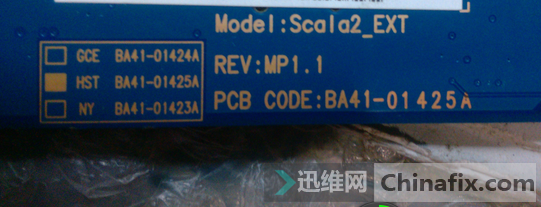 Model:Scala2_EXT
GCE BA41-01424A
HST BA41-01425A
NY BA41-01423A
REV:MP1.1
PCB CODE:BA41-01425A
迅维网 Chinafix.com